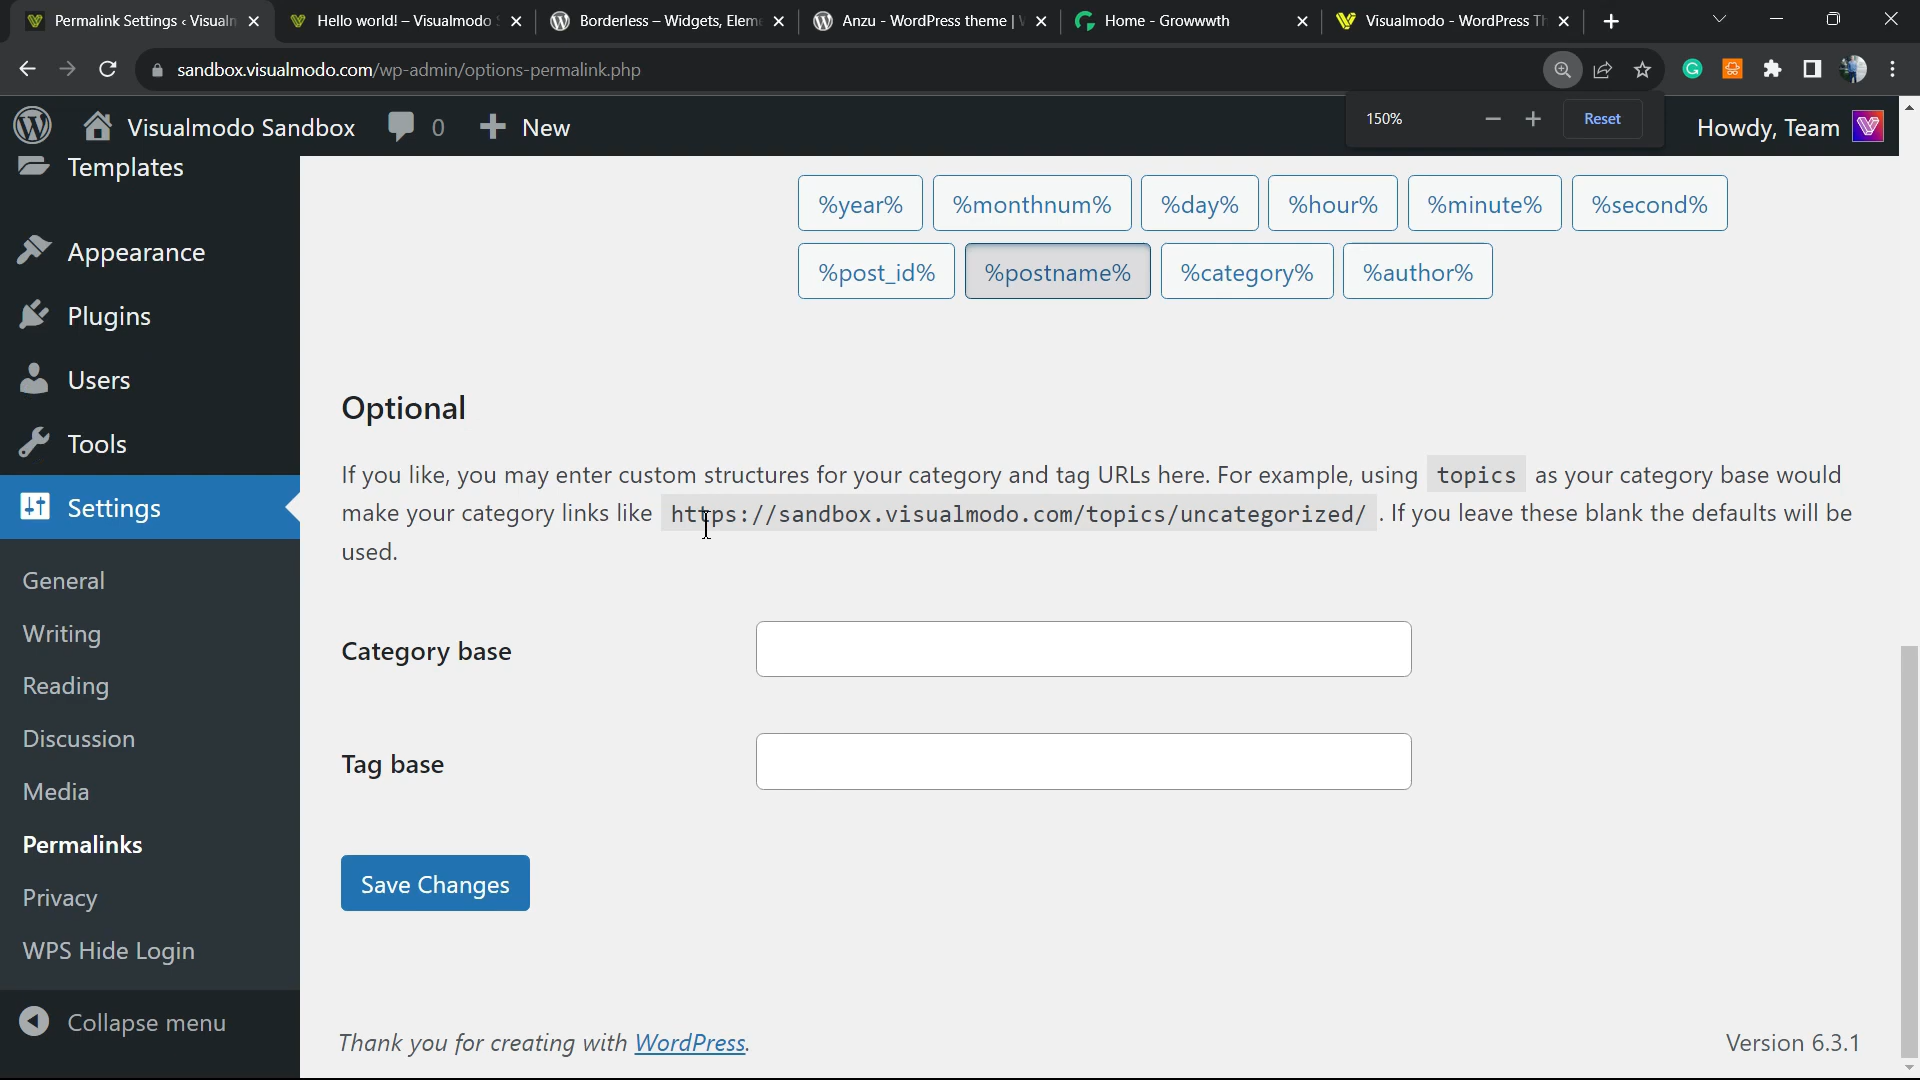 Permalink Settings ‹ Visualn
Hello world! – Visualmodo S
Borderless – Widgets, Elem
Anzu - WordPress theme | V
Home - Growwwth
Visualmodo - WordPress Th
sandbox.visualmodo.com/wp-admin/options-permalink.php
150%
Reset
Visualmodo Sandbox
0
New
Howdy, Team
Templates
Appearance
Plugins
Users
Tools
Settings
General
Writing
Reading
Discussion
Media
Permalinks
Privacy
WPS Hide Login
Collapse menu
%year% %monthnum% %day% %hour% %minute% %second%
%post_id% %postname% %category% %author%
Optional
If you like, you may enter custom structures for your category and tag URLs here. For example, using topics as your category base would
make your category links like https://sandbox.visualmodo.com/topics/uncategorized/ . If you leave these blank the defaults will be
used.
Category base
Tag base
Save Changes
Thank you for creating with WordPress.
Version 6.3.1